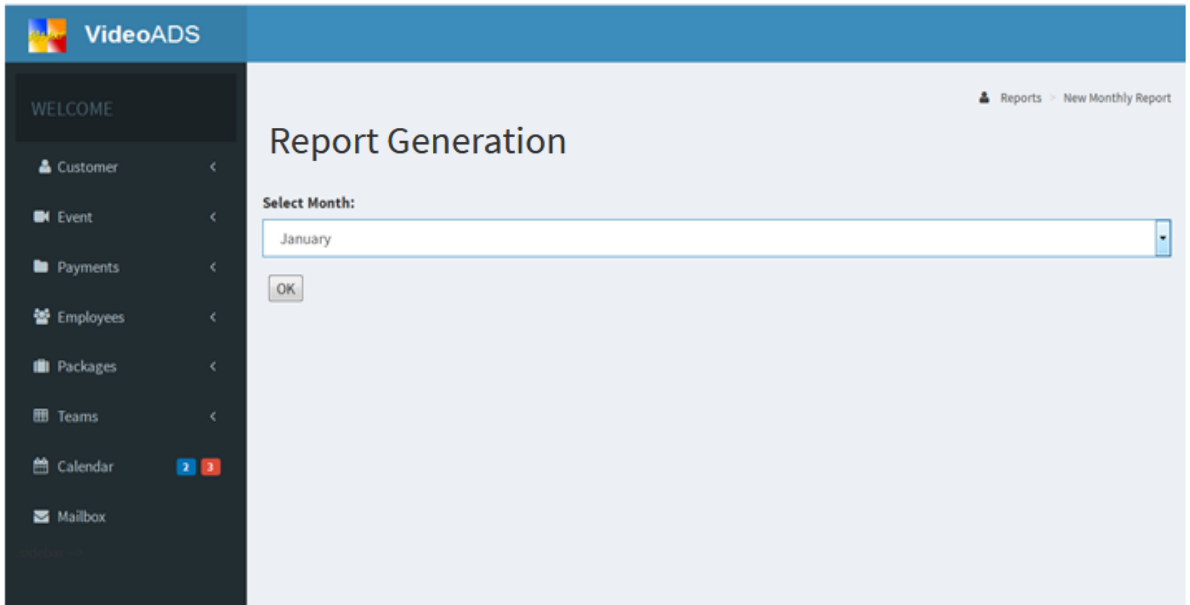 VideoADS
WELCOME
Reports > New Monthly Report
Report Generation
Customer
Select Month:
Event
January
Payments
OK
Employees
Packages
Teams
Calendar 2 3
Mailbox